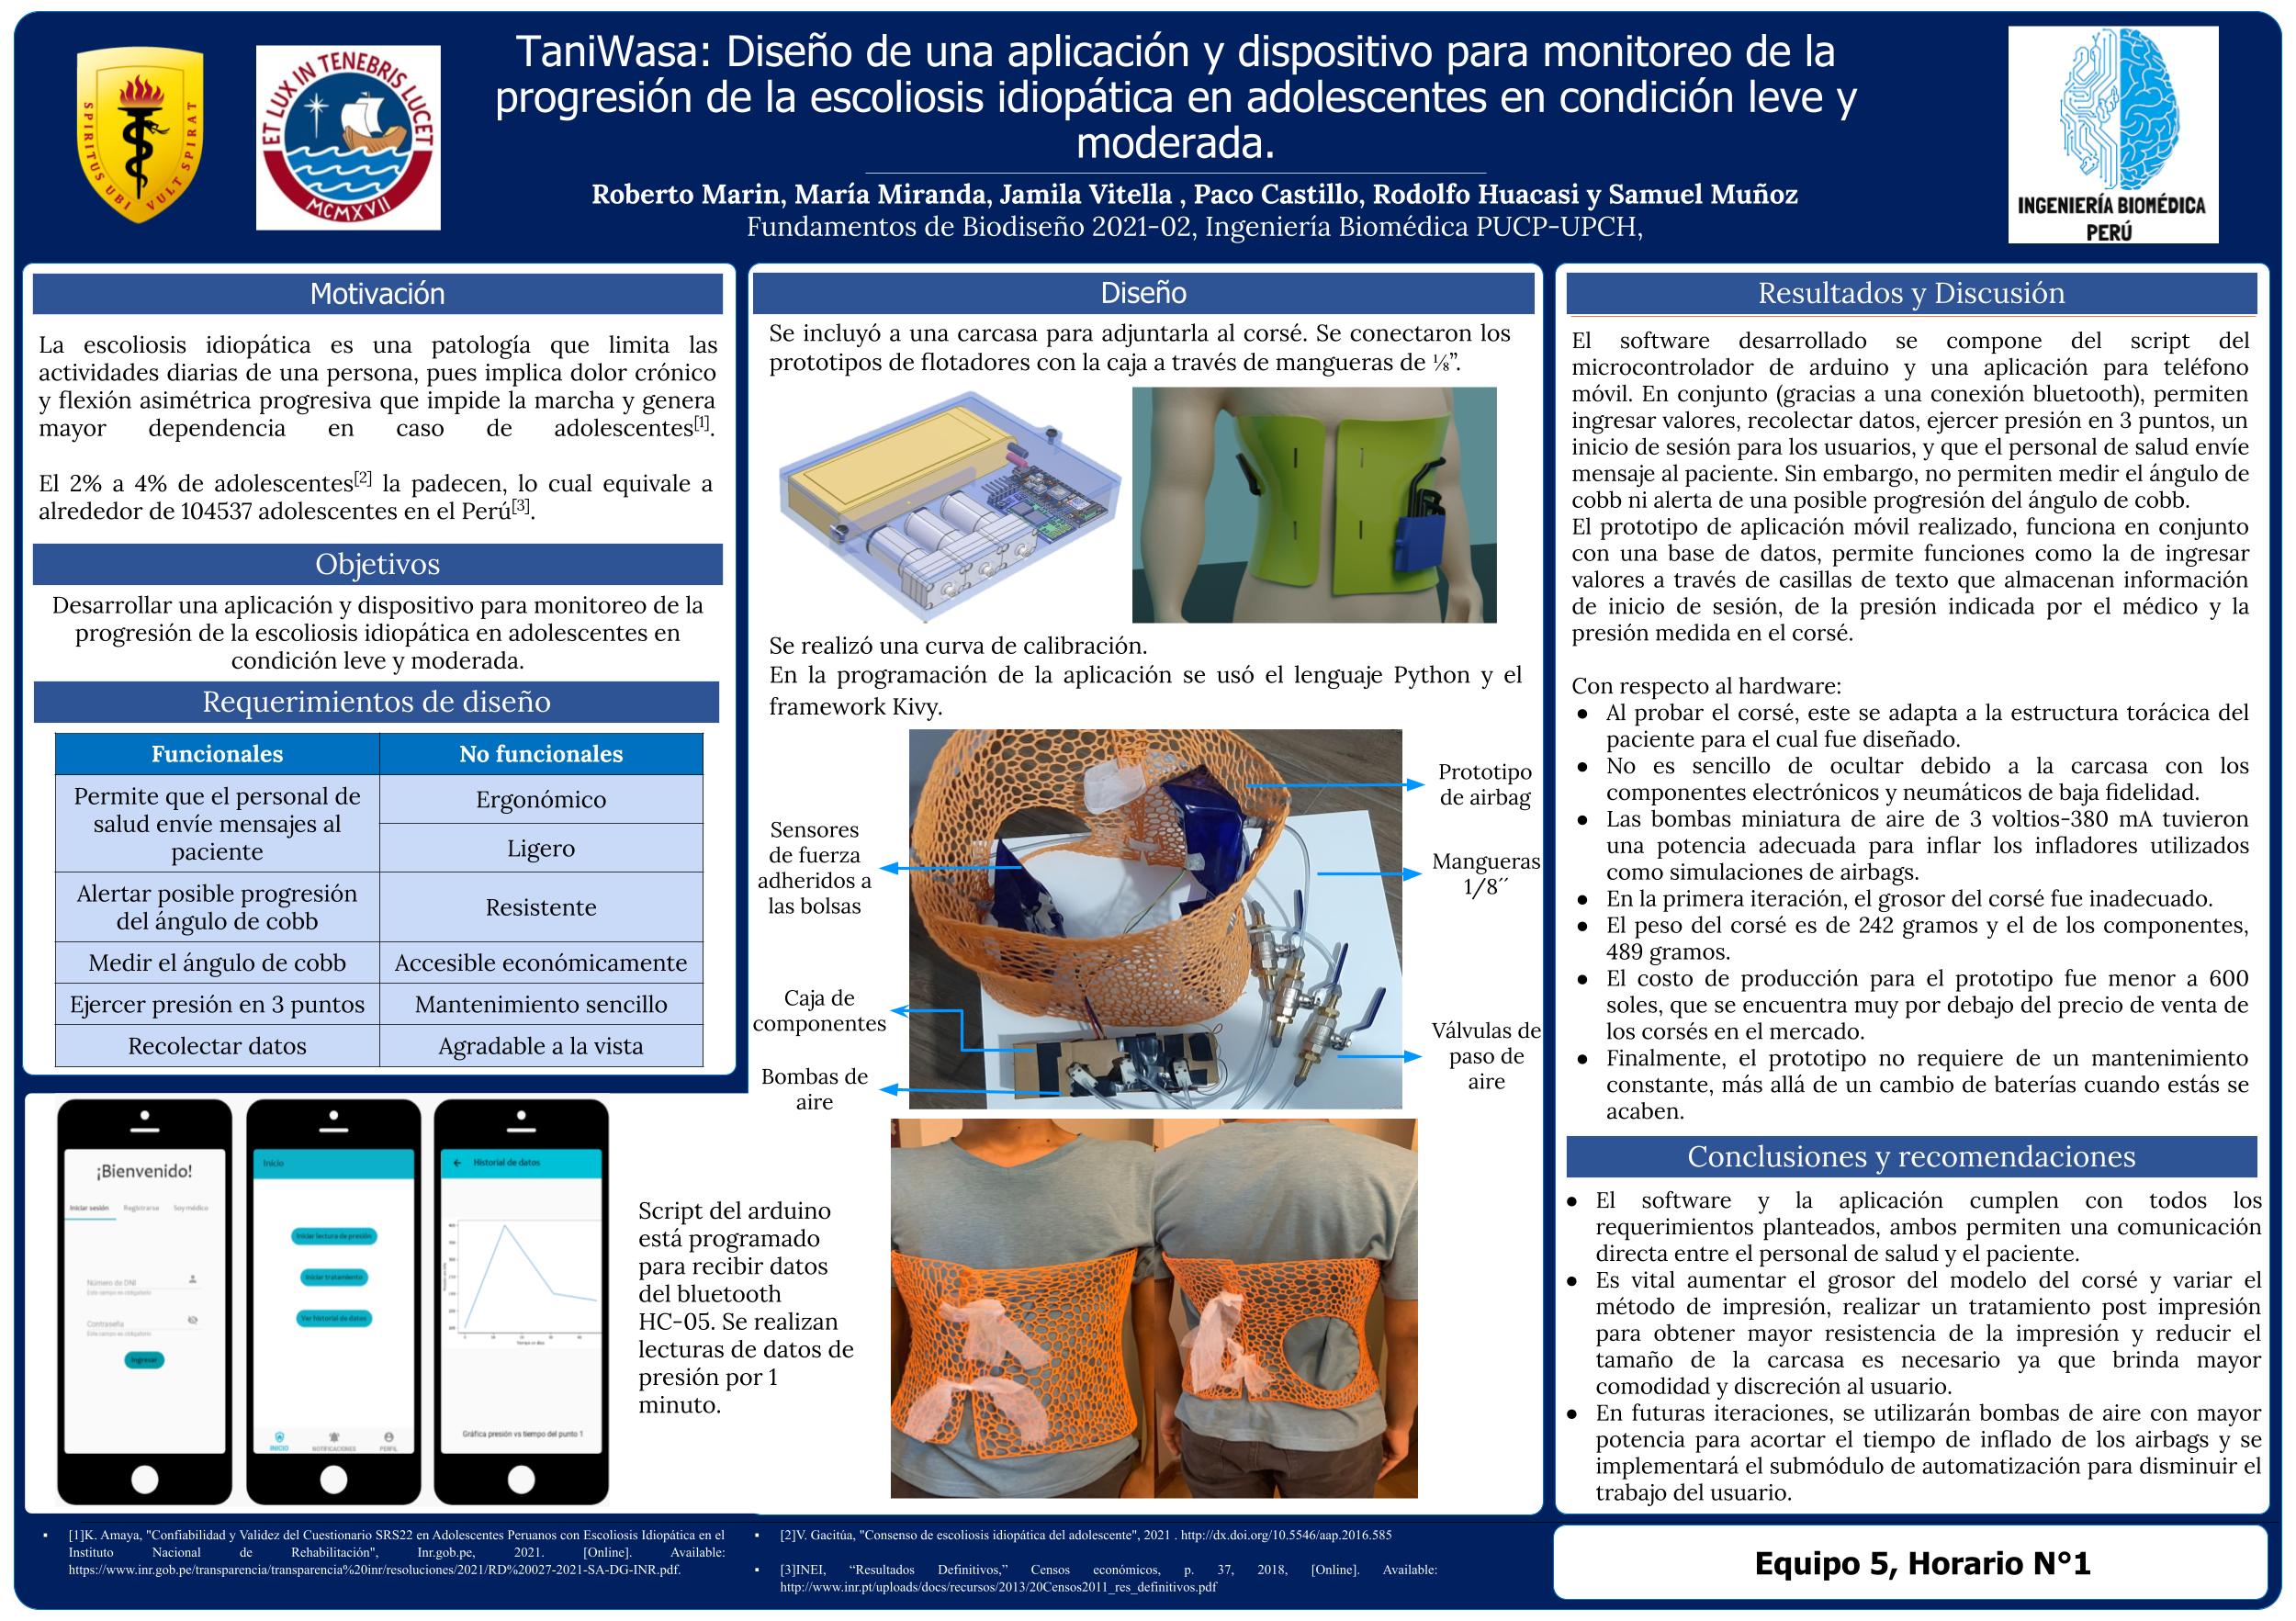 SPIRITUS UBI VULT SPIRAT
ET LUX IN TENEBRIS LUCET
MCMXVII
TaniWasa: Diseño de una aplicación y dispositivo para monitoreo de la
progresión de la escoliosis idiopática en adolescentes en condición leve y
moderada.
Roberto Marin, María Miranda, Jamila Vitella , Paco Castillo, Rodolfo Huacasi y Samuel Muñoz
Fundamentos de Biodiseño 2021-02, Ingeniería Biomédica PUCP-UPCH,
INGENIERÍA BIOMÉDICA
PERÚ
Motivación
La escoliosis idiopática es una patología que limita las
actividades diarias de una persona, pues implica dolor crónico
y flexión asimétrica progresiva que impide la marcha y genera
mayor dependencia en caso de adolescentes[1].
El 2% a 4% de adolescentes[2] la padecen, lo cual equivale a
alrededor de 104537 adolescentes en el Perú[3].
Objetivos
Desarrollar una aplicación y dispositivo para monitoreo de la
progresión de la escoliosis idiopática en adolescentes en
condición leve y moderada.
Requerimientos de diseño
Funcionales
No funcionales
Permite que el personal de
salud envíe mensajes al
paciente
Ergonómico
Ligero
Alertar posible progresión
del ángulo de cobb
Resistente
Medir el ángulo de cobb
Accesible económicamente
Ejercer presión en 3 puntos
Mantenimiento sencillo
Recolectar datos
Agradable a la vista
¡Bienvenido!
Iniciar sesión Registrarse Soy médico
Número de DNI
Este campo es obligatorio
Contraseña
Este campo es obligatorio
Ingresar
Inicio
Iniciar lectura de presión
Iniciar tratamiento
Ver historial de datos
INICIO NOTIFICACIONES PERFIL
Historial de datos
Gráfica presión vs tiempo del punto 1
Script del arduino
está programado
para recibir datos
del bluetooth
HC-05. Se realizan
lecturas de datos de
presión por 1
minuto.
Diseño
Se incluyó a una carcasa para adjuntarla al corsé. Se conectaron los
prototipos de flotadores con la caja a través de mangueras de ⅛”.
Se realizó una curva de calibración.
En la programación de la aplicación se usó el lenguaje Python y el
framework Kivy.
Prototipo
de airbag
Sensores
de fuerza
adheridos a
las bolsas
Mangueras
1/8´´
Caja de
componentes
Válvulas de
paso de
aire
Bombas de
aire
Resultados y Discusión
El software desarrollado se compone del script del
microcontrolador de arduino y una aplicación para teléfono
móvil. En conjunto (gracias a una conexión bluetooth), permiten
ingresar valores, recolectar datos, ejercer presión en 3 puntos, un
inicio de sesión para los usuarios, y que el personal de salud envíe
mensaje al paciente. Sin embargo, no permiten medir el ángulo de
cobb ni alerta de una posible progresión del ángulo de cobb.
El prototipo de aplicación móvil realizado, funciona en conjunto
con una base de datos, permite funciones como la de ingresar
valores a través de casillas de texto que almacenan información
de inicio de sesión, de la presión indicada por el médico y la
presión medida en el corsé.
Con respecto al hardware:
● Al probar el corsé, este se adapta a la estructura torácica del
paciente para el cual fue diseñado.
● No es sencillo de ocultar debido a la carcasa con los
componentes electrónicos y neumáticos de baja fidelidad.
● Las bombas miniatura de aire de 3 voltios-380 mA tuvieron
una potencia adecuada para inflar los infladores utilizados
como simulaciones de airbags.
● En la primera iteración, el grosor del corsé fue inadecuado.
● El peso del corsé es de 242 gramos y el de los componentes,
489 gramos.
● El costo de producción para el prototipo fue menor a 600
soles, que se encuentra muy por debajo del precio de venta de
los corsés en el mercado.
● Finalmente, el prototipo no requiere de un mantenimiento
constante, más allá de un cambio de baterías cuando estás se
acaben.
Conclusiones y recomendaciones
● El software y la aplicación cumplen con todos los
requerimientos planteados, ambos permiten una comunicación
directa entre el personal de salud y el paciente.
● Es vital aumentar el grosor del modelo del corsé y variar el
método de impresión, realizar un tratamiento post impresión
para obtener mayor resistencia de la impresión y reducir el
tamaño de la carcasa es necesario ya que brinda mayor
comodidad y discreción al usuario.
● En futuras iteraciones, se utilizarán bombas de aire con mayor
potencia para acortar el tiempo de inflado de los airbags y se
implementará el submódulo de automatización para disminuir el
trabajo del usuario.
▪ [1]K. Amaya, "Confiabilidad y Validez del Cuestionario SRS22 en Adolescentes Peruanos con Escoliosis Idiopática en el
Instituto Nacional de Rehabilitación", Inr.gob.pe, 2021. [Online]. Available:
https://www.inr.gob.pe/transparencia/transparencia%20inr/resoluciones/2021/RD%20027-2021-SA-DG-INR.pdf.
▪ [2]V. Gacitúa, "Consenso de escoliosis idiopática del adolescente", 2021 . http://dx.doi.org/10.5546/aap.2016.585
▪ [3]INEI, “Resultados Definitivos,” Censos económicos, p. 37, 2018, [Online]. Available:
http://www.inr.pt/uploads/docs/recursos/2013/20Censos2011_res_definitivos.pdf
Equipo 5, Horario N°1